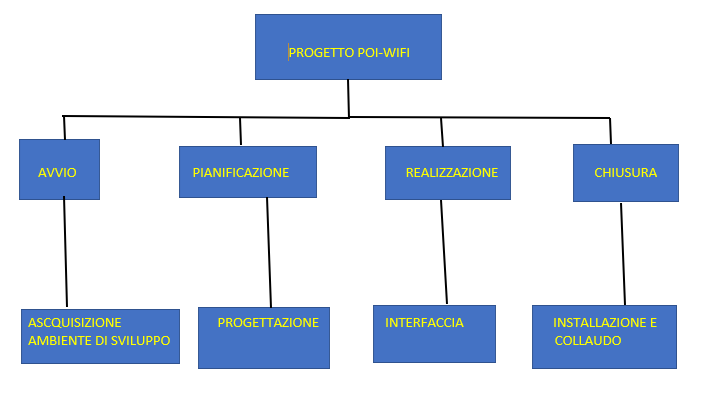 PROGETTO POI-WIFI
AVVIO
PIANIFICAZIONE
REALIZZAZIONE
CHIUSURA
ASCQUISIZIONE
AMBIENTE DI SVILUPPO
PROGETTAZIONE
INTERFACCIA
INSTALLAZIONE E
COLLAUDO